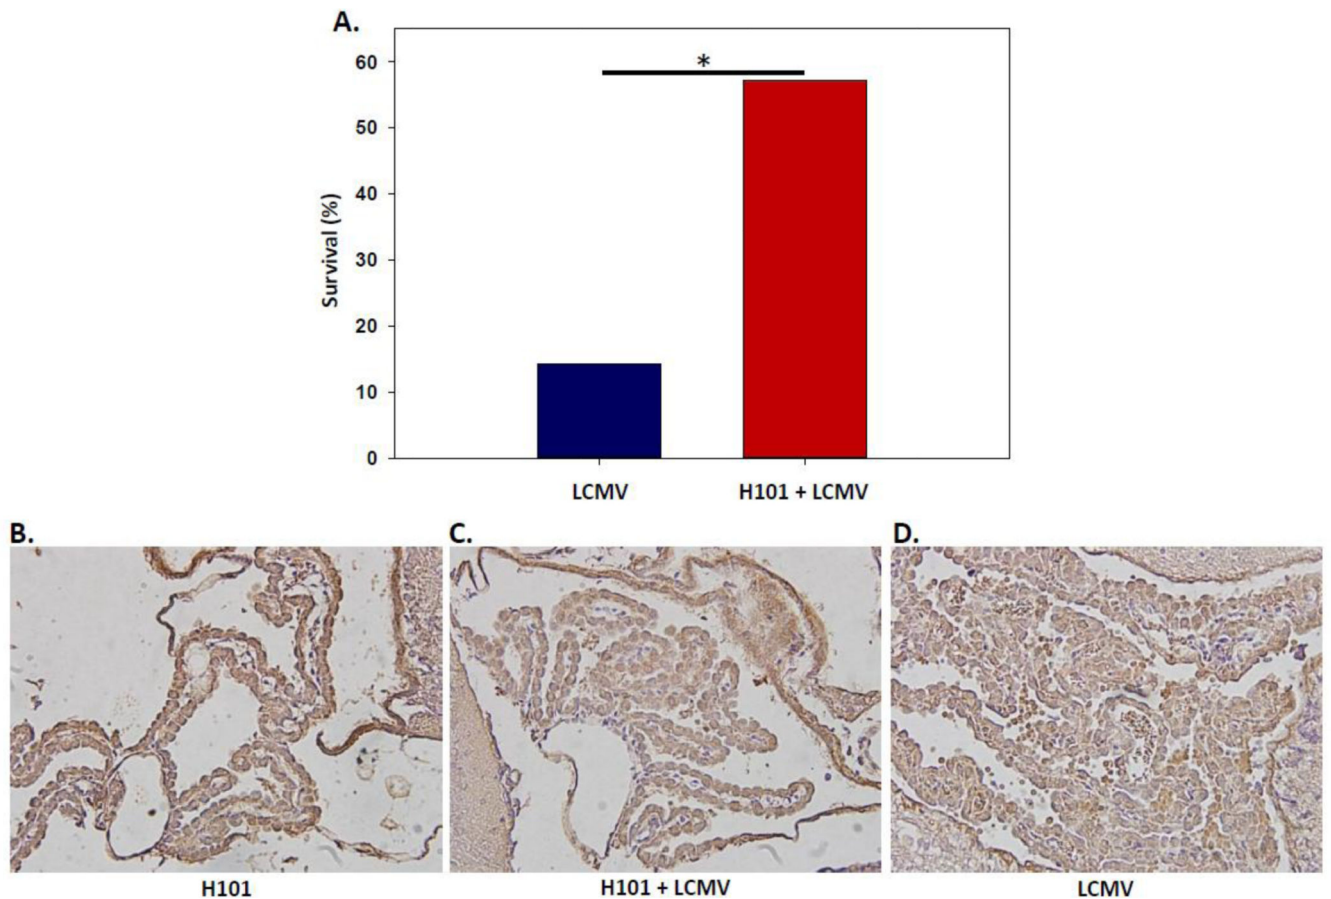 A.
*
60
50
40
30
20
10
0
Survival (%)
LCMV
H101 + LCMV
B.
C.
D.
H101
H101 + LCMV
LCMV